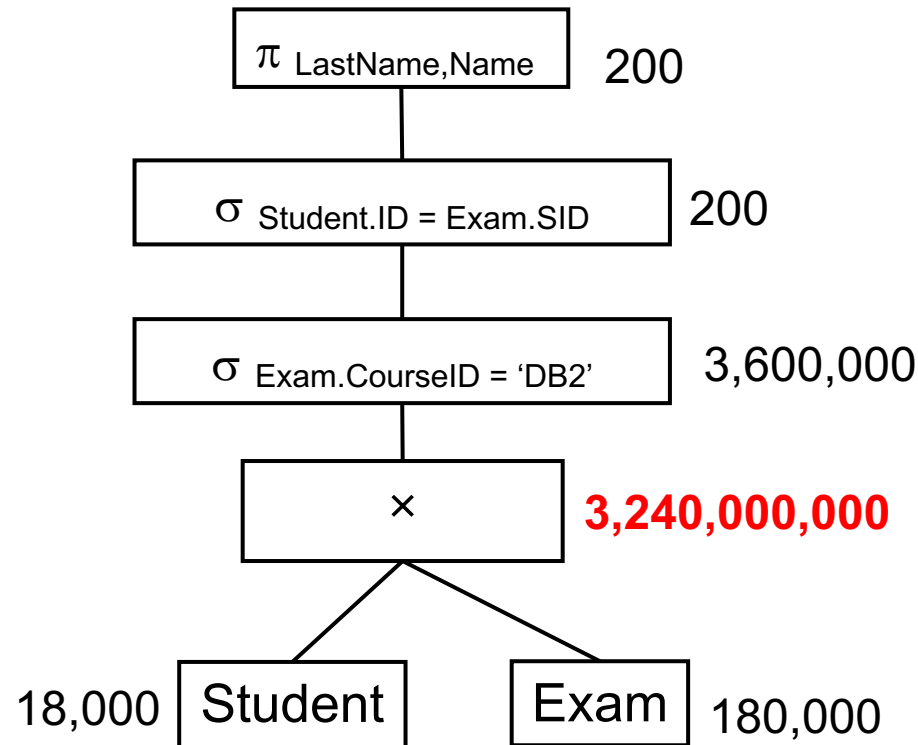 π LastName,Name 200
σ Student.ID = Exam.SID 200
σ Exam.CourseID = ‘DB2’ 3,600,000
× 3,240,000,000
18,000 Student Exam 180,000